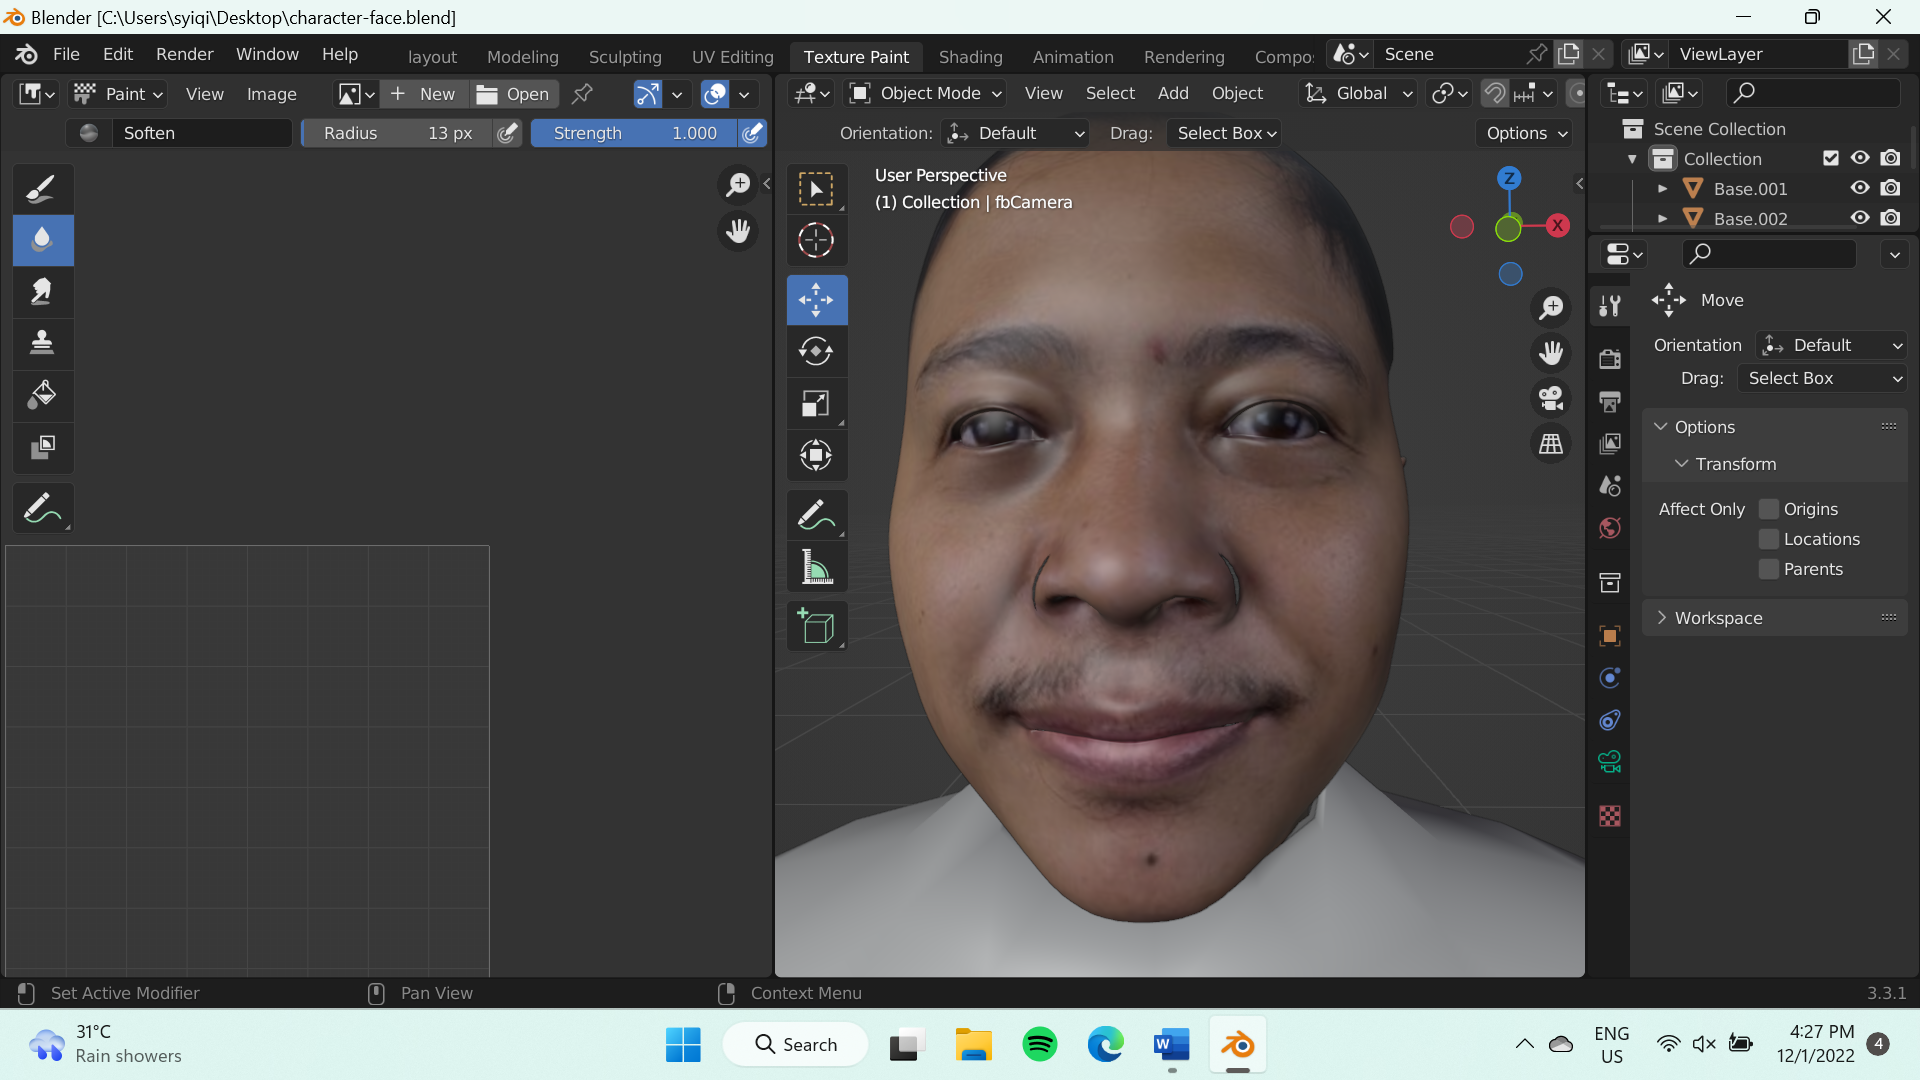 Blender [C:\Users\syiqi\Desktop\character-face.blend]
File Edit Render Window Help
layout Modeling Sculpting UV Editing Texture Paint Shading Animation Rendering Compo
Scene
ViewLayer
Paint View Image New Open
Object Mode View Select Add Object Global
Soften
Radius 13 px
Strength 1.000
Orientation: Default Drag: Select Box Options
User Perspective
(1) Collection | fbCamera
Z
X
Scene Collection
Collection
Base.001
Base.002
Move
Orientation Default
Drag: Select Box
Options
Transform
Affect Only Origins
Locations
Parents
Workspace
Set Active Modifier
Pan View
Context Menu
3.3.1
31°C
Rain showers
Search
W
ENG
US
4:27 PM
12/1/2022
4